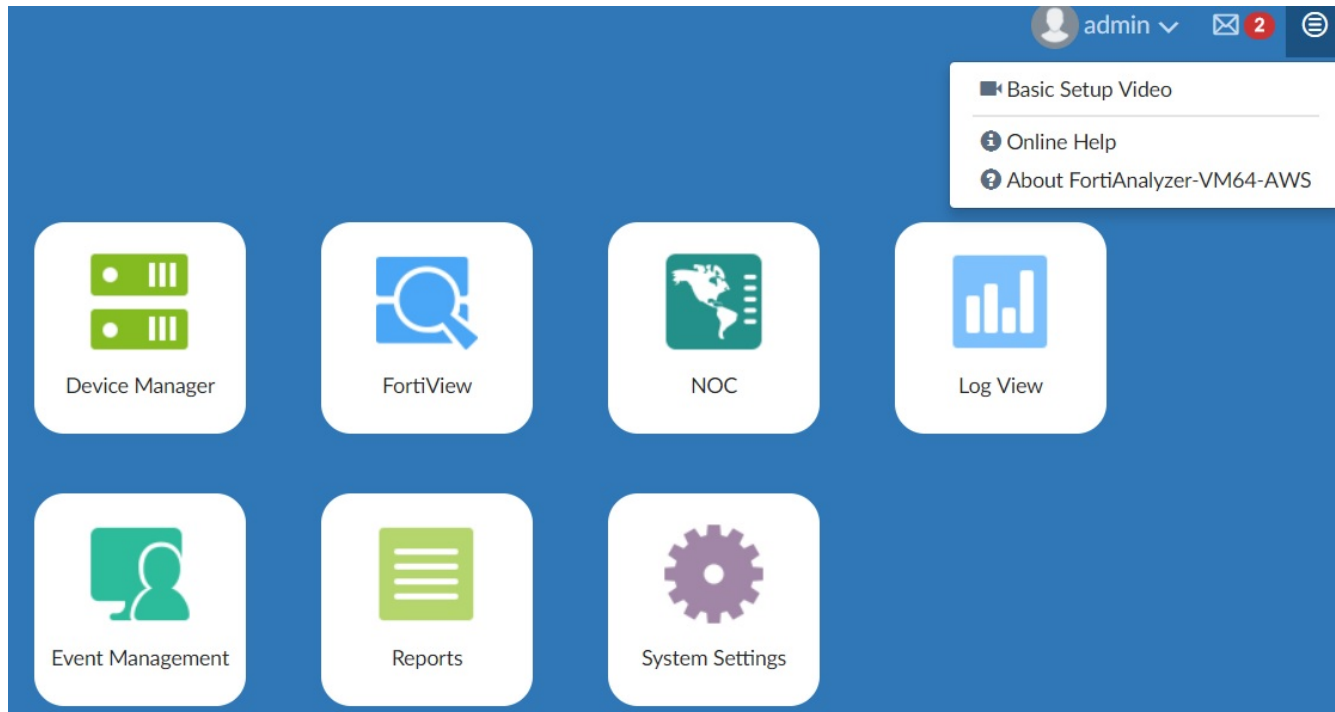 admin
2
Basic Setup Video
Online Help
About FortiAnalyzer-VM64-AWS
Device Manager
FortiView
NOC
Log View
Event Management
Reports
System Settings